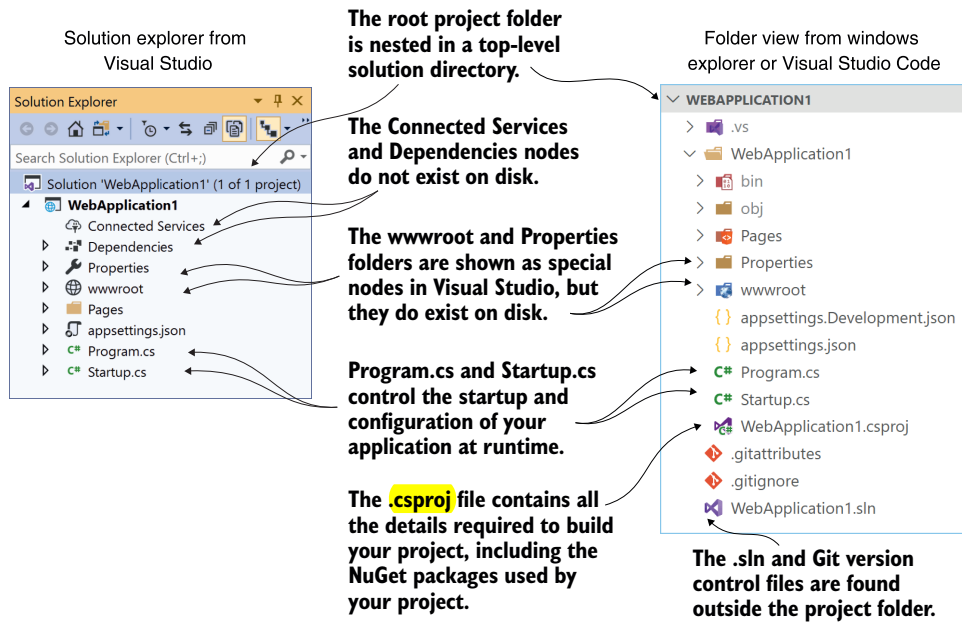 Solution explorer from
Visual Studio
Solution Explorer
Search Solution Explorer (Ctrl+;)
Solution 'WebApplication1' (1 of 1 project)
WebApplication1
Connected Services
Dependencies
Properties
wwwroot
Pages
appsettings.json
C# Program.cs
C# Startup.cs
The root project folder
is nested in a top-level
solution directory.
The Connected Services
and Dependencies nodes
do not exist on disk.
The wwwroot and Properties
folders are shown as special
nodes in Visual Studio, but
they do exist on disk.
Program.cs and Startup.cs
control the startup and
configuration of your
application at runtime.
The .csproj file contains all
the details required to build
your project, including the
NuGet packages used by
your project.
Folder view from windows
explorer or Visual Studio Code
WEBAPPLICATION1
.vs
WebApplication1
bin
obj
Pages
Properties
wwwroot
{ } appsettings.Development.json
{ } appsettings.json
C# Program.cs
C# Startup.cs
WebApplication1.csproj
.gitattributes
.gitignore
WebApplication1.sln
The .sln and Git version
control files are found
outside the project folder.